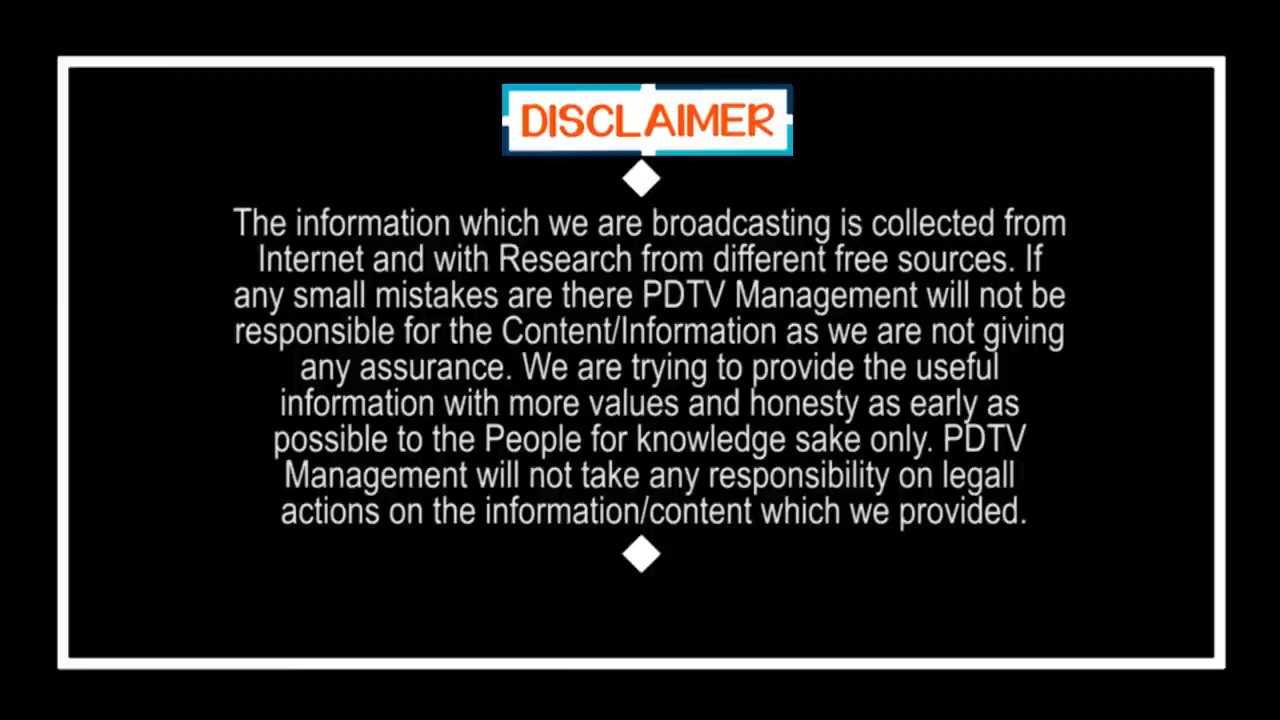 DISCLAIMER
The information which we are broadcasting is collected from
Internet and with Research from different free sources. If
any small mistakes are there PDTV Management will not be
responsible for the Content/Information as we are not giving
any assurance. We are trying to provide the useful
information with more values and honesty as early as
possible to the People for knowledge sake only. PDTV
Management will not take any responsibility on legall
actions on the information/content which we provided.